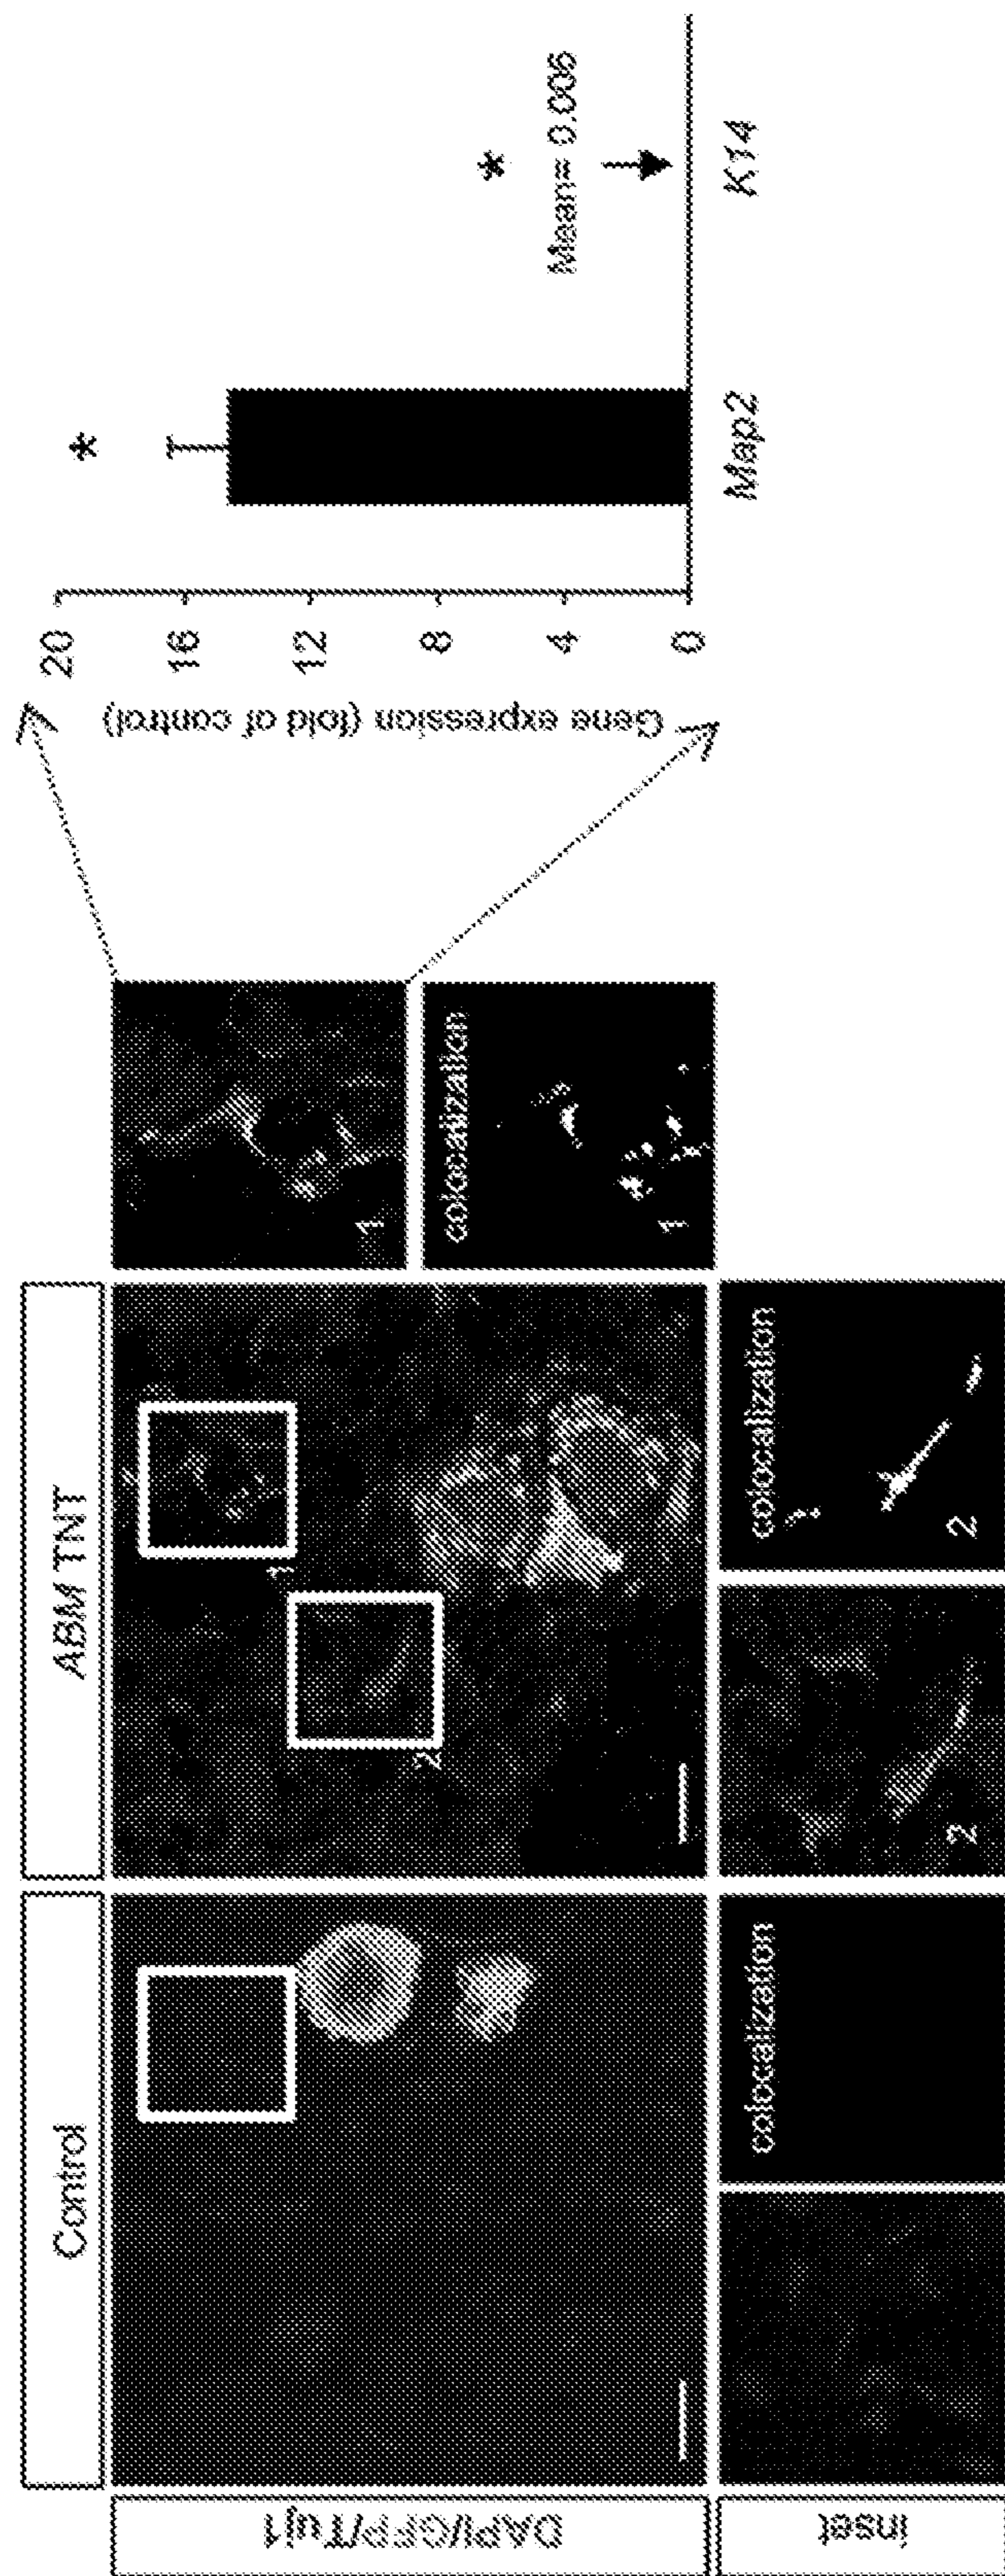 Control
ABM TNT
DAPI/GFP/Tuj1
1
2
1
colocalization
1
inset
colocalization
2
colocalization
2
Gene expression (fold of control)
20
16
12
8
4
0
*
*
Mean= 0.006
Map2
K14